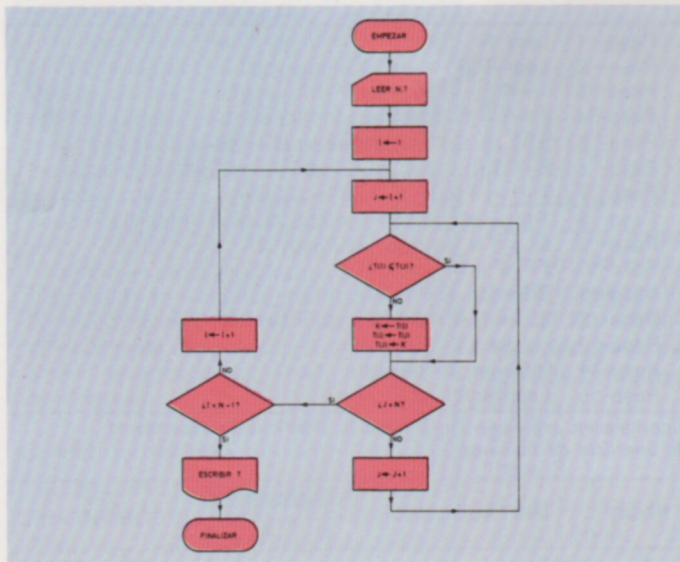 EMPEZAR
LEER N,T
I ← 1
J ← I + 1
¿T(I) ≤ T(J)?
SI
NO
K ← T(I)
T(I) ← T(J)
T(J) ← K
I ← I + 1
NO
¿I = N - 1?
SI
SI
¿J = N?
NO
ESCRIBIR T
J ← J + 1
FINALIZAR